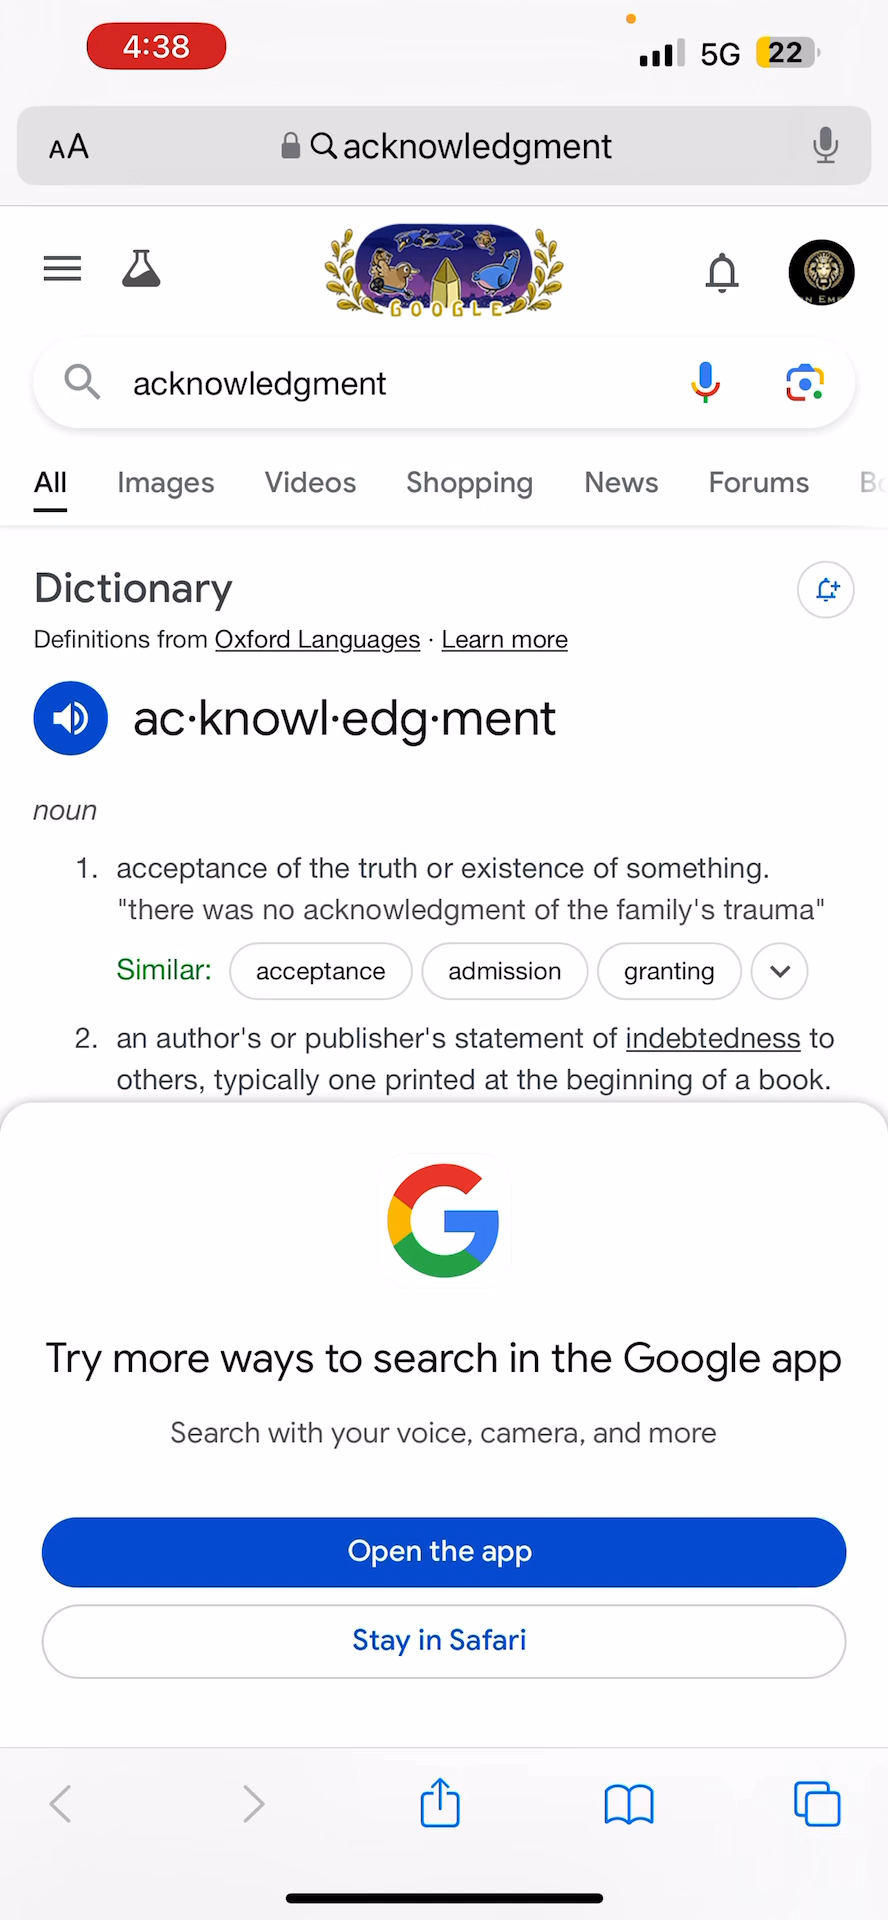 4:38
5G 22
AA acknowledgment
GOOGLE
acknowledgment
All Images Videos Shopping News Forums
Dictionary
Definitions from Oxford Languages · Learn more
ac·knowl·edg·ment
noun
1. acceptance of the truth or existence of something.
"there was no acknowledgment of the family's trauma"
Similar: acceptance admission granting
2. an author's or publisher's statement of indebtedness to
others, typically one printed at the beginning of a book.
Try more ways to search in the Google app
Search with your voice, camera, and more
Open the app
Stay in Safari